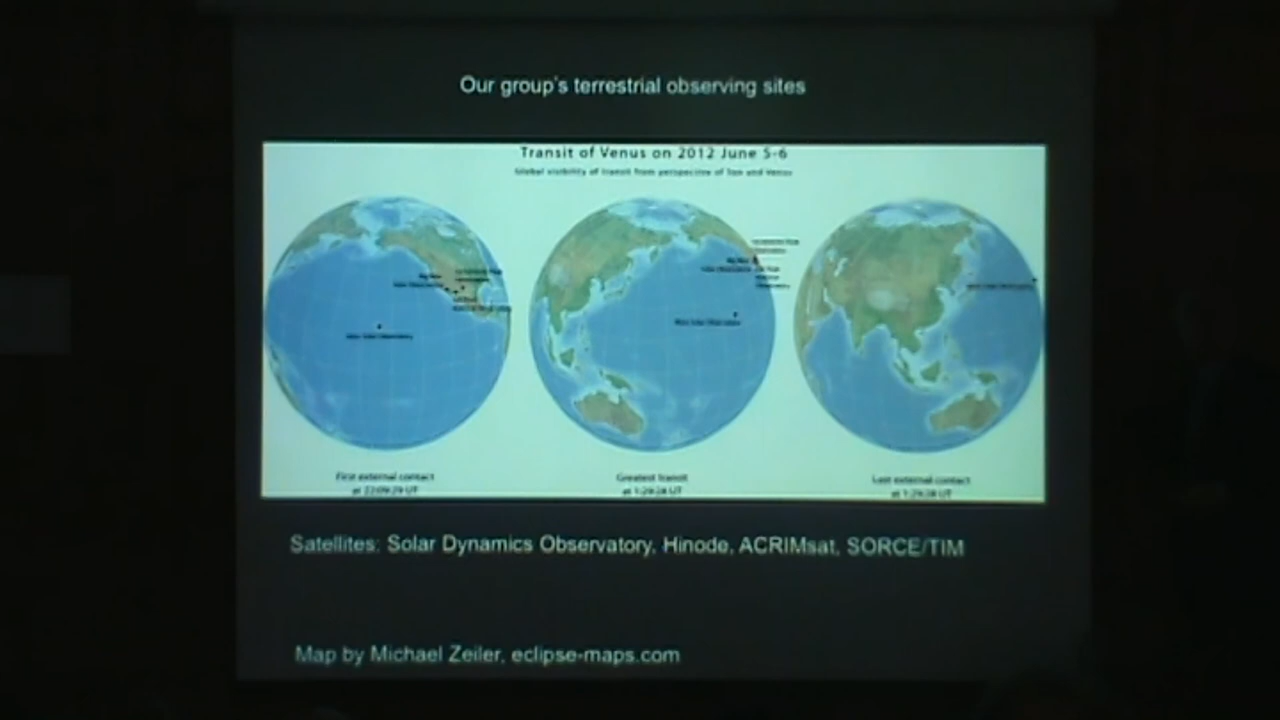 Our group's terrestrial observing sites
Transit of Venus on 2012 June 5-6
Global visibility of transit from perspective of Sun and Venus
First external contact
at 22:09:29 UT
Greatest transit
at 1:29:28 UT
Last external contact
at 1:29:28 UT
Satellites: Solar Dynamics Observatory, Hinode, ACRIMsat, SORCE/TIM
Map by Michael Zeiler, eclipse-maps.com